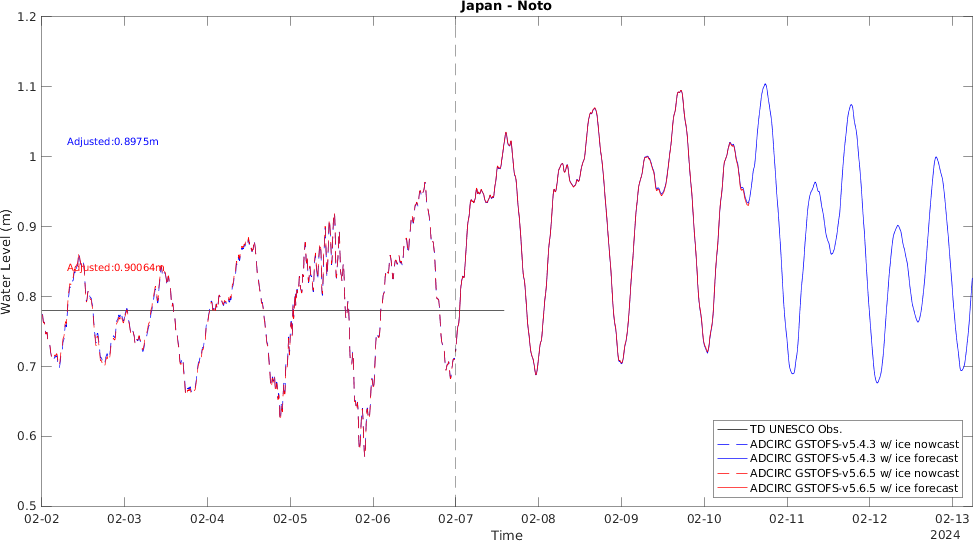 Japan - Noto
1.2
1.1
1
0.9
0.8
0.7
0.6
0.5
Water Level (m)
Adjusted:0.8975m
Adjusted:0.90064m
TD UNESCO Obs.
ADCIRC GSTOFS-v5.4.3 w/ ice nowcast
ADCIRC GSTOFS-v5.4.3 w/ ice forecast
ADCIRC GSTOFS-v5.6.5 w/ ice nowcast
ADCIRC GSTOFS-v5.6.5 w/ ice forecast
02-02 02-03 02-04 02-05 02-06 02-07 02-08 02-09 02-10 02-11 02-12 02-13
Time
2024